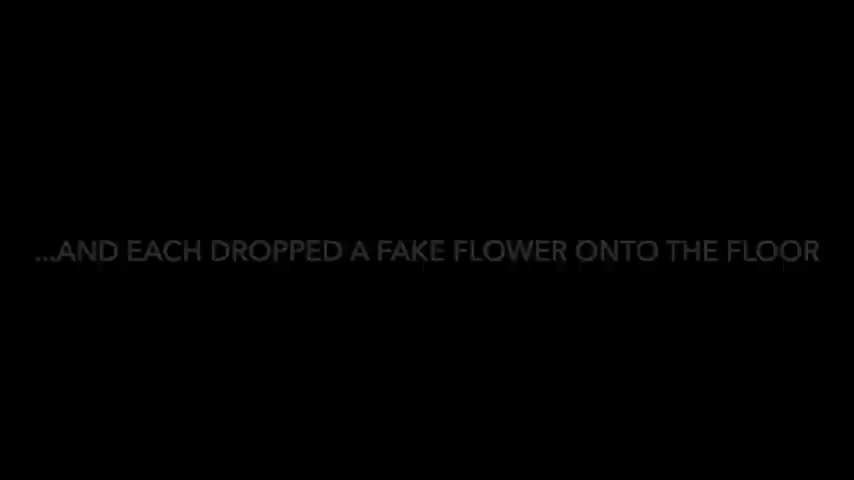 ...AND EACH DROPPED A FAKE FLOWER ONTO THE FLOOR